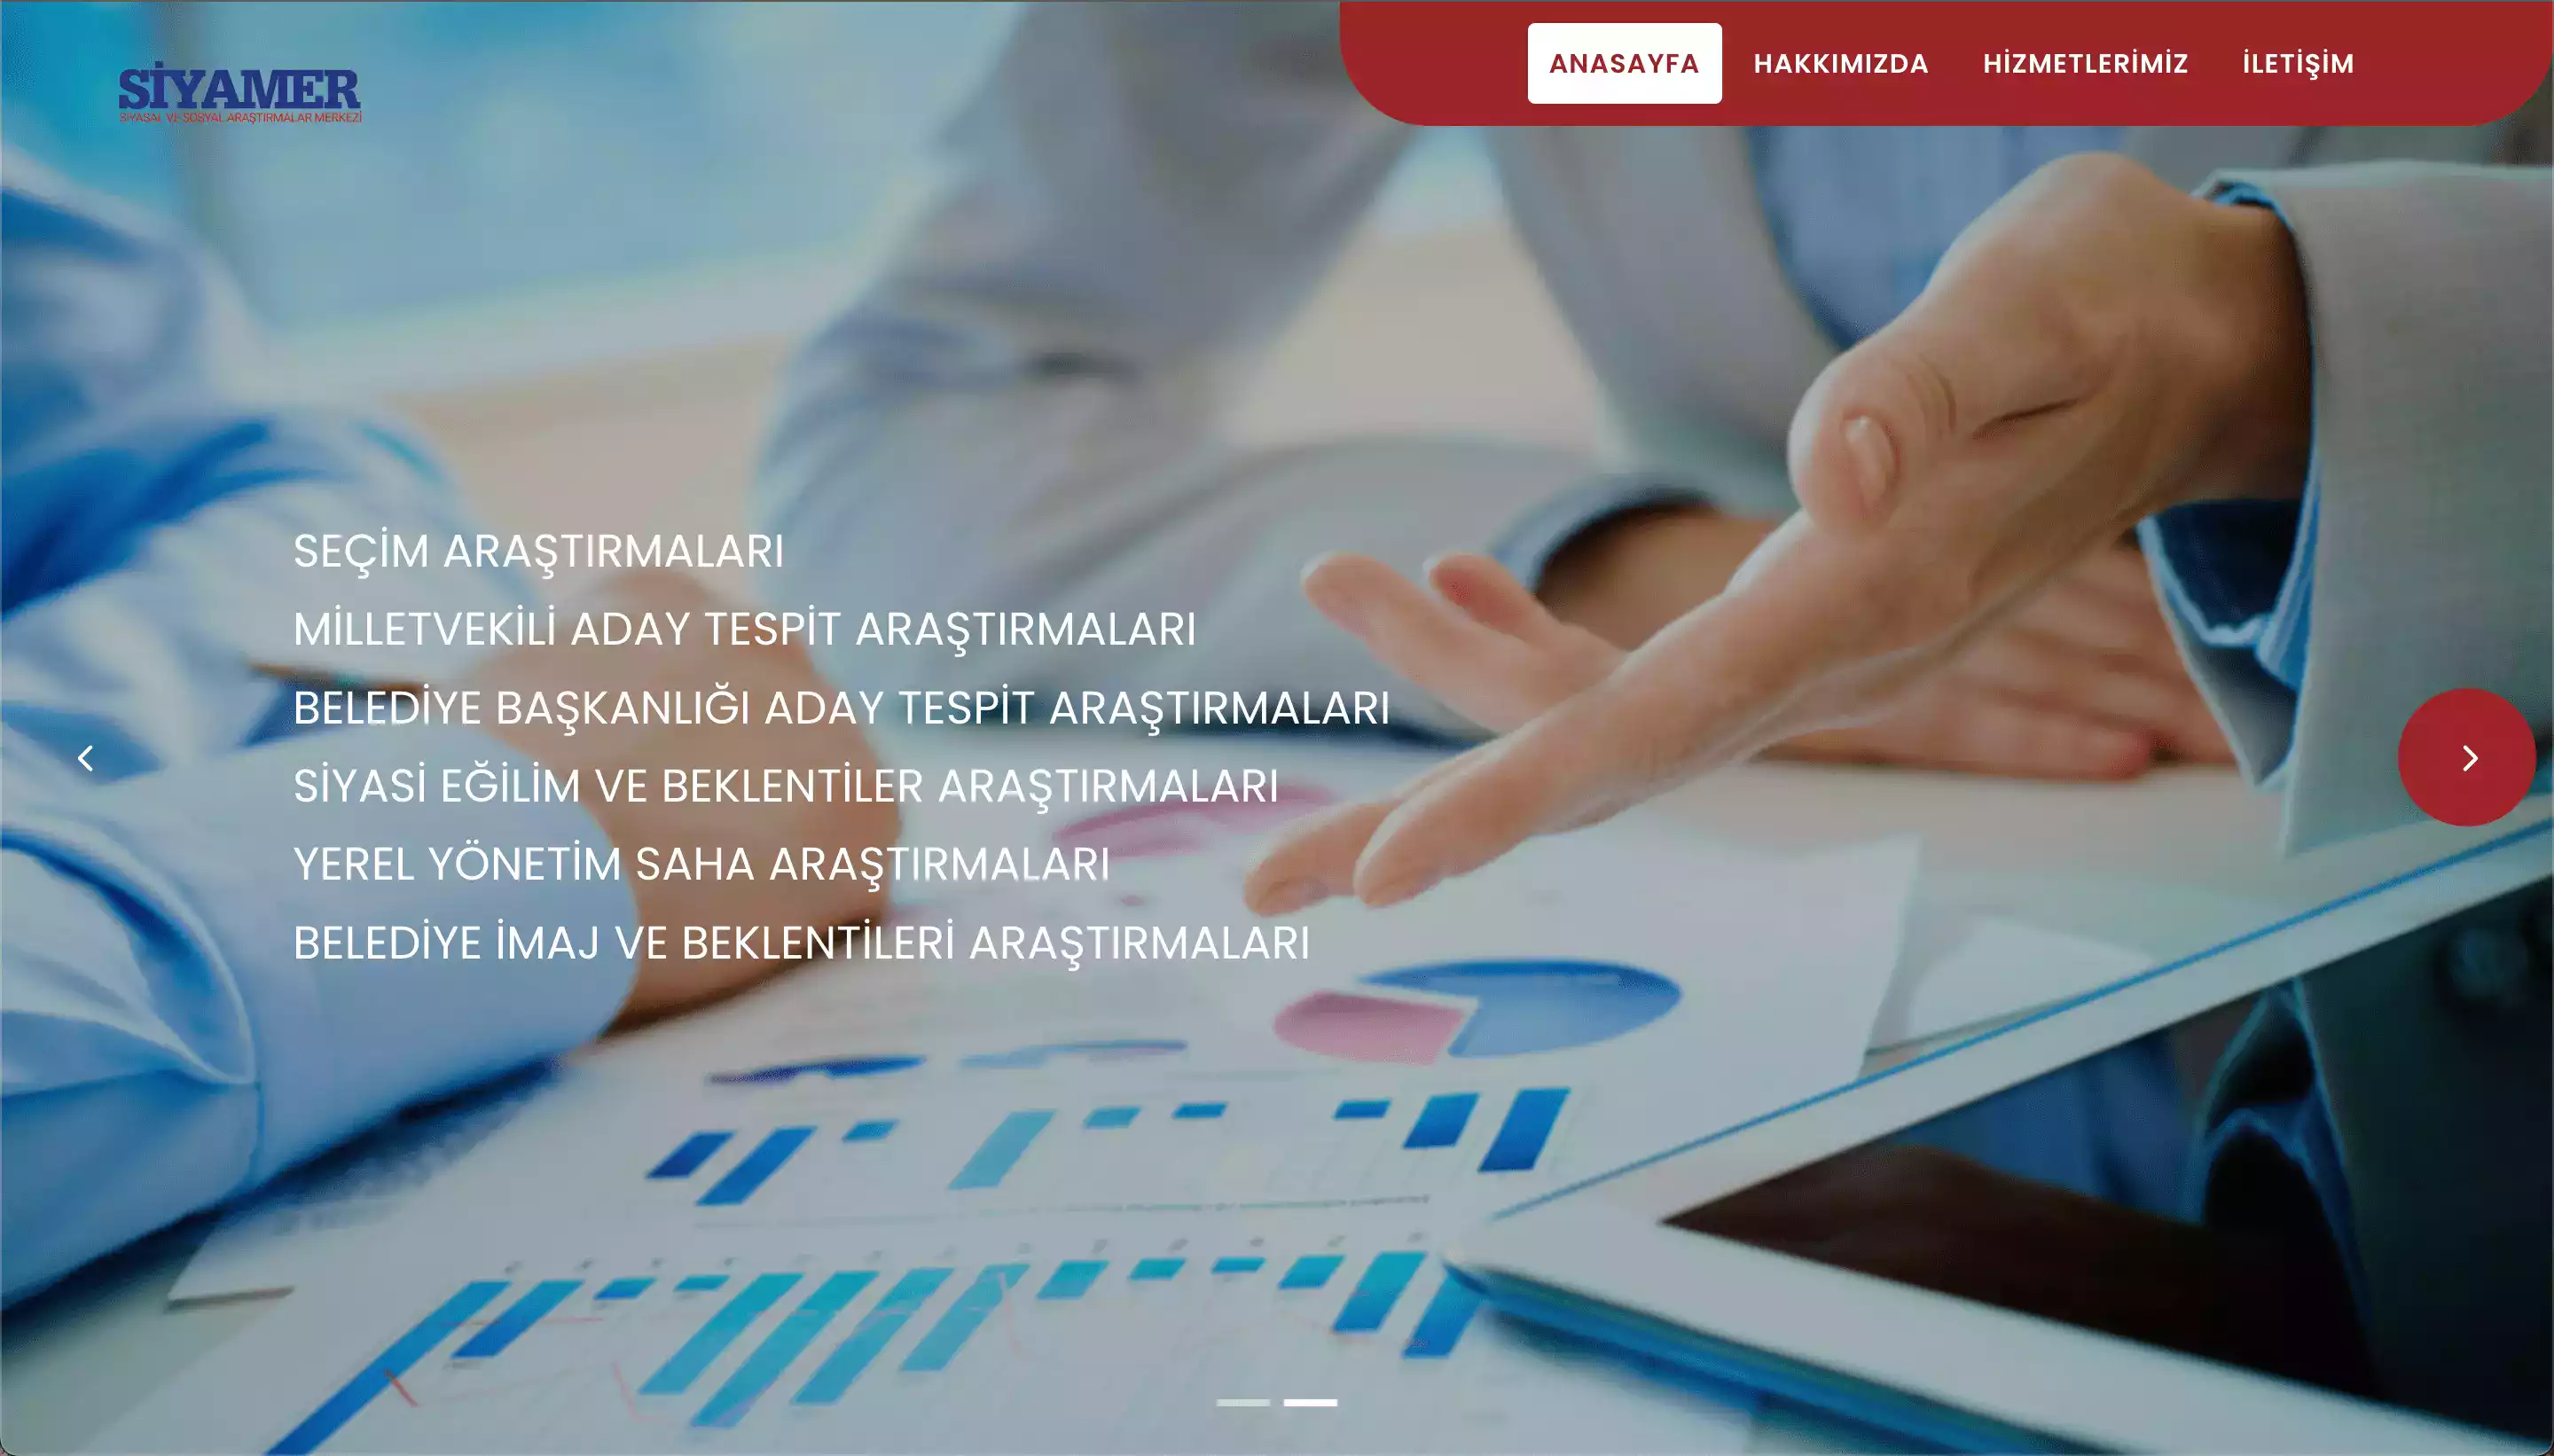 SİYAMER
SİYASAL VE SOSYAL ARAŞTIRMALAR MERKEZİ
ANASAYFA HAKKIMIZDA HİZMETLERİMİZ İLETİŞİM
SEÇİM ARAŞTIRMALARI
MİLLETVEKİLİ ADAY TESPİT ARAŞTIRMALARI
BELEDİYE BAŞKANLIĞI ADAY TESPİT ARAŞTIRMALARI
SİYASİ EĞİLİM VE BEKLENTİLER ARAŞTIRMALARI
YEREL YÖNETİM SAHA ARAŞTIRMALARI
BELEDİYE İMAJ VE BEKLENTİLERİ ARAŞTIRMALARI